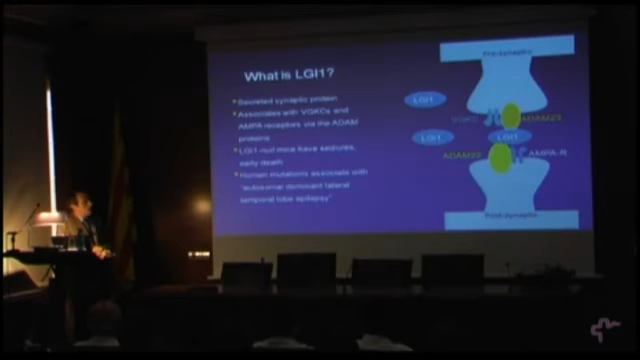 What is LGI1?
Secreted synaptic protein
Associates with VGKCs and
AMPA receptors via the ADAM
proteins
LGI1 null mice have seizures,
early death
Human mutations associate with
"autosomal dominant lateral
temporal lobe epilepsy"
Pre-synaptic
LGI1
VGKC
ADAM23
LGI1
LGI1
ADAM22
AMPA-R
Post-synaptic